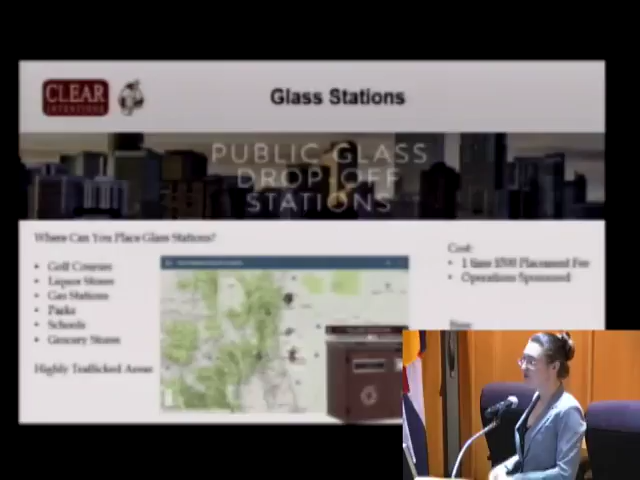 CLEAR
INTENTIONS
Glass Stations
PUBLIC GLASS
DROP-OFF
STATIONS
Where Can You Place Glass Stations?
• Golf Courses
• Liquor Stores
• Gas Stations
• Parks
• Schools
• Grocery Stores
Highly Trafficked Areas
Cost:
• 1 time $500 Placement Fee
• Operations Sponsored